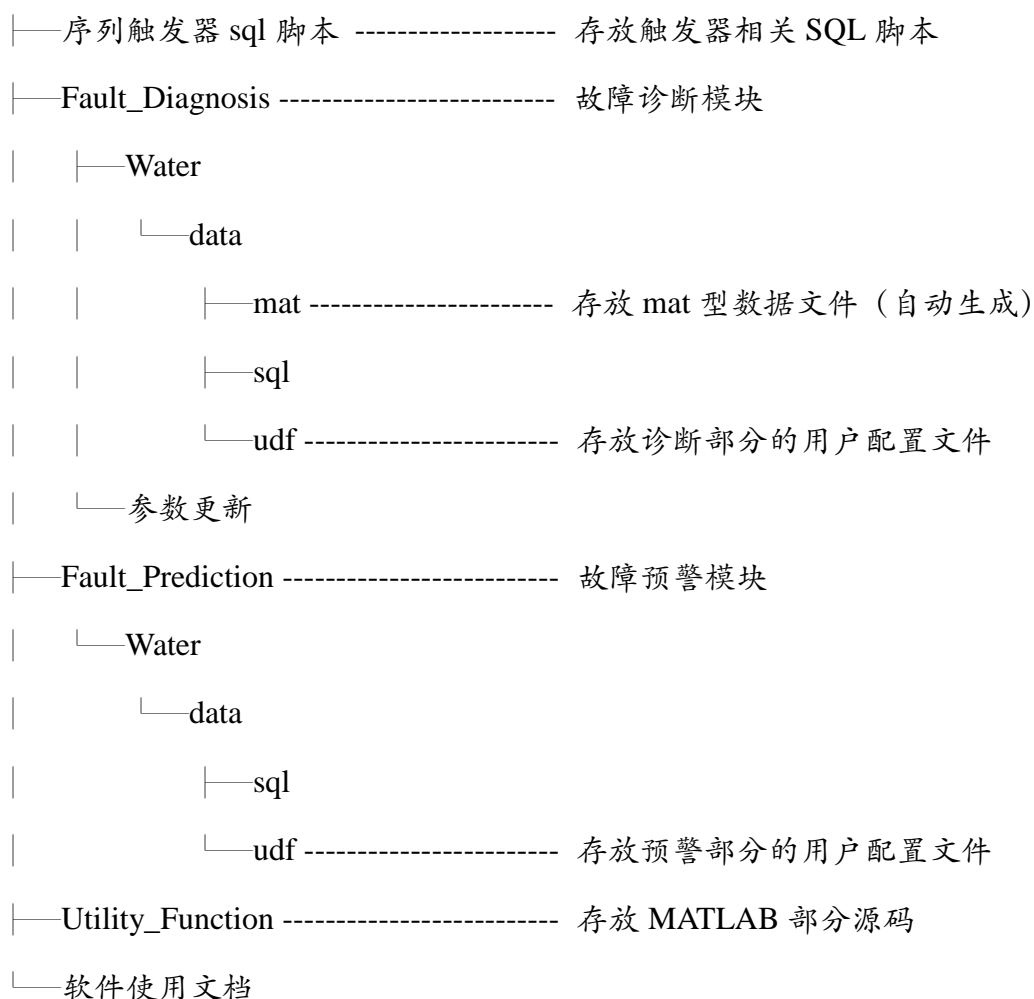 ├──序列触发器 sql 脚本 ------------------- 存放触发器相关 SQL 脚本
├──Fault_Diagnosis -------------------------- 故障诊断模块
│ ├──Water
│ │ └──data
│ │ ├──mat ----------------------- 存放 mat 型数据文件（自动生成）
│ │ ├──sql
│ │ └──udf ------------------------ 存放诊断部分的用户配置文件
│ └──参数更新
├──Fault_Prediction -------------------------- 故障预警模块
│ └──Water
│ └──data
│ ├──sql
│ └──udf ------------------------ 存放预警部分的用户配置文件
├──Utility_Function -------------------------- 存放 MATLAB 部分源码
└──软件使用文档